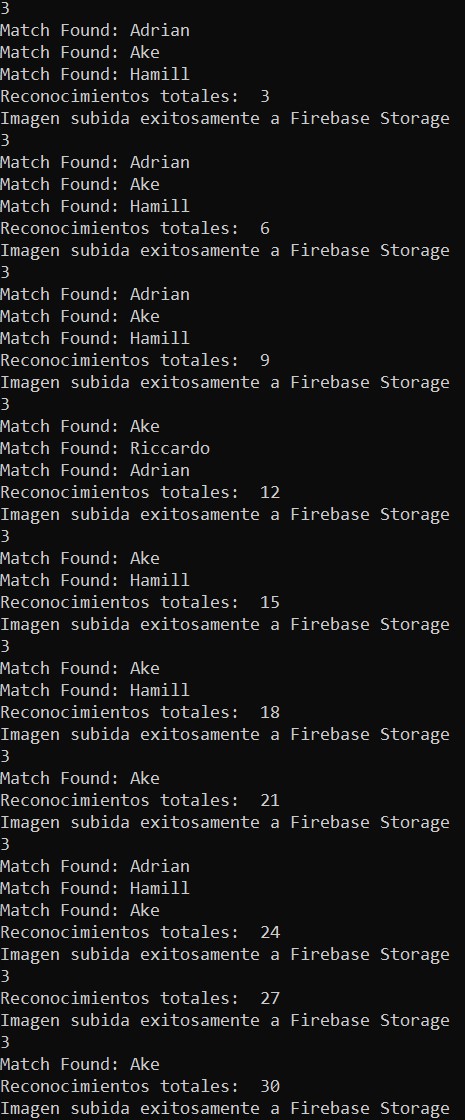 3
Match Found: Adrian
Match Found: Ake
Match Found: Hamill
Reconocimientos totales:  3
Imagen subida exitosamente a Firebase Storage
3
Match Found: Adrian
Match Found: Ake
Match Found: Hamill
Reconocimientos totales:  6
Imagen subida exitosamente a Firebase Storage
3
Match Found: Adrian
Match Found: Ake
Match Found: Hamill
Reconocimientos totales:  9
Imagen subida exitosamente a Firebase Storage
3
Match Found: Ake
Match Found: Riccardo
Match Found: Adrian
Reconocimientos totales:  12
Imagen subida exitosamente a Firebase Storage
3
Match Found: Ake
Match Found: Hamill
Reconocimientos totales:  15
Imagen subida exitosamente a Firebase Storage
3
Match Found: Ake
Match Found: Hamill
Reconocimientos totales:  18
Imagen subida exitosamente a Firebase Storage
3
Match Found: Ake
Reconocimientos totales:  21
Imagen subida exitosamente a Firebase Storage
3
Match Found: Adrian
Match Found: Hamill
Match Found: Ake
Reconocimientos totales:  24
Imagen subida exitosamente a Firebase Storage
3
Reconocimientos totales:  27
Imagen subida exitosamente a Firebase Storage
3
Match Found: Ake
Reconocimientos totales:  30
Imagen subida exitosamente a Firebase Storage